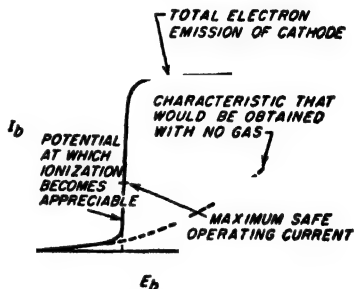 TOTAL ELECTRON
EMISSION OF CATHODE
CHARACTERISTIC THAT
WOULD BE OBTAINED
WITH NO GAS
I_b
POTENTIAL
AT WHICH
IONIZATION
BECOMES
APPRECIABLE
MAXIMUM SAFE
OPERATING CURRENT
E_b